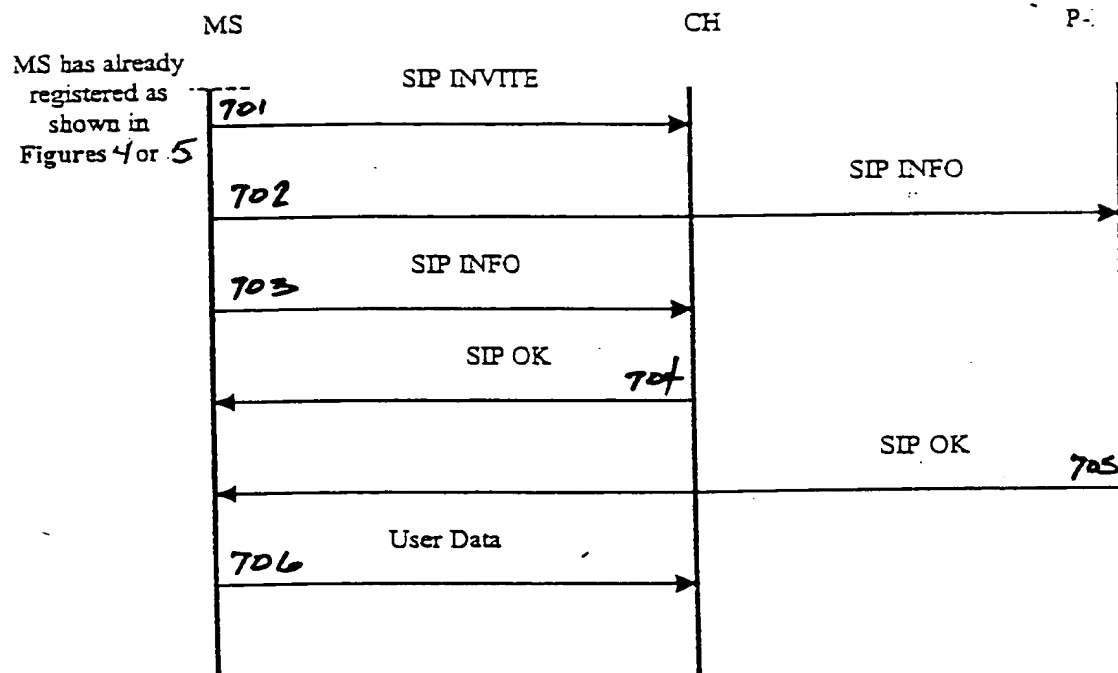 MS CH P-
MS has already
registered as
shown in
Figures 4 or 5
SIP INVITE
701
SIP INFO
702
SIP INFO
703
SIP OK
704
SIP OK
705
User Data
706